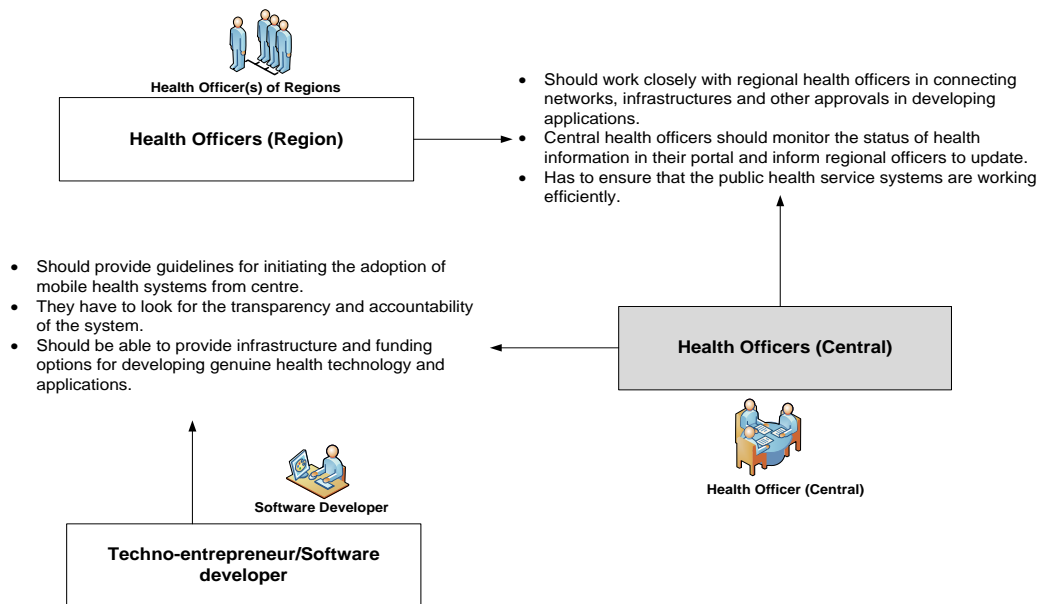 Health Officer(s) of Regions
Health Officers (Region)
• Should work closely with regional health officers in connecting
networks, infrastructures and other approvals in developing
applications.
• Central health officers should monitor the status of health
information in their portal and inform regional officers to update.
• Has to ensure that the public health service systems are working
efficiently.
• Should provide guidelines for initiating the adoption of
mobile health systems from centre.
• They have to look for the transparency and accountability
of the system.
• Should be able to provide infrastructure and funding
options for developing genuine health technology and
applications.
Health Officers (Central)
Health Officer (Central)
Software Developer
Techno-entrepreneur/Software
developer